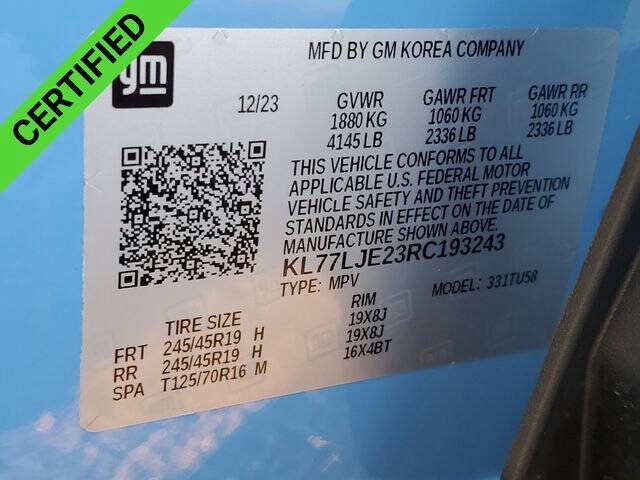 CERTIFIED
gm
MFD BY GM KOREA COMPANY
12/23 GVWR GAWR FRT GAWR RR
1880 KG 1060 KG 1060 KG
4145 LB 2336 LB 2336 LB
THIS VEHICLE CONFORMS TO ALL
APPLICABLE U.S. FEDERAL MOTOR
VEHICLE SAFETY AND THEFT PREVENTION
STANDARDS IN EFFECT ON THE DATE OF
MANUFACTURE SHOWN ABOVE.
KL77LJE23RC193243
TYPE: MPV MODEL: 331TU58
TIRE SIZE RIM
FRT 245/45R19 H 19X8J
RR 245/45R19 H 19X8J
SPA T125/70R16 M 16X4BT